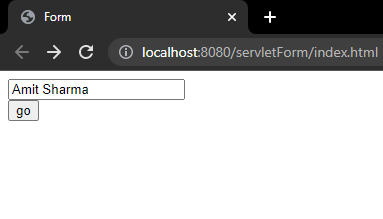 Form
localhost:8080/servletForm/index.html
Amit Sharma
go